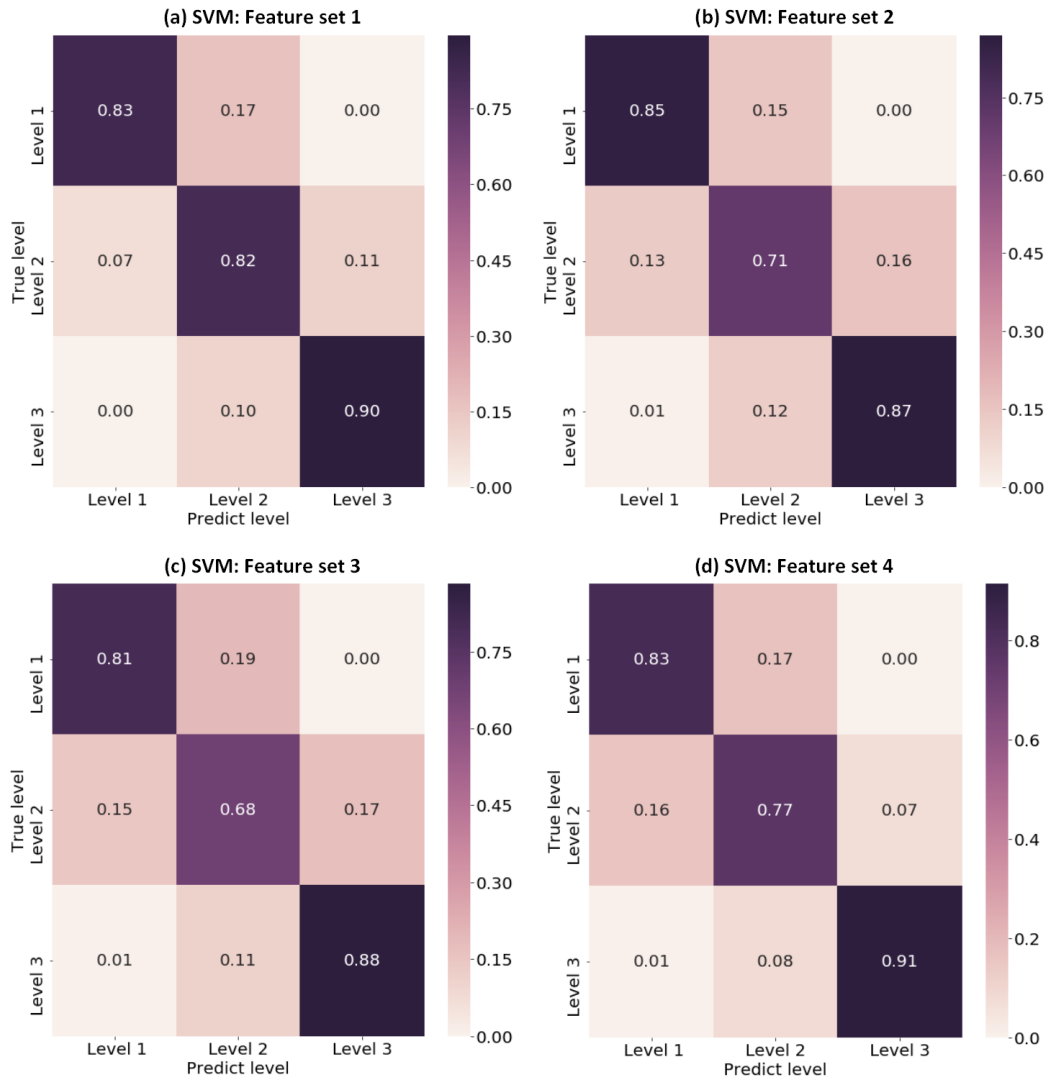 (a) SVM: Feature set 1
Level 1
0.83 0.17 0.00
True level
Level 2
0.07 0.82 0.11
Level 3
0.00 0.10 0.90
Level 1 Level 2 Level 3
Predict level
0.75
0.60
0.45
0.30
0.15
0.00
(b) SVM: Feature set 2
Level 1
0.85 0.15 0.00
True level
Level 2
0.13 0.71 0.16
Level 3
0.01 0.12 0.87
Level 1 Level 2 Level 3
Predict level
0.75
0.60
0.45
0.30
0.15
0.00
(c) SVM: Feature set 3
Level 1
0.81 0.19 0.00
True level
Level 2
0.15 0.68 0.17
Level 3
0.01 0.11 0.88
Level 1 Level 2 Level 3
Predict level
0.75
0.60
0.45
0.30
0.15
0.00
(d) SVM: Feature set 4
Level 1
0.83 0.17 0.00
True level
Level 2
0.16 0.77 0.07
Level 3
0.01 0.08 0.91
Level 1 Level 2 Level 3
Predict level
0.8
0.6
0.4
0.2
0.0